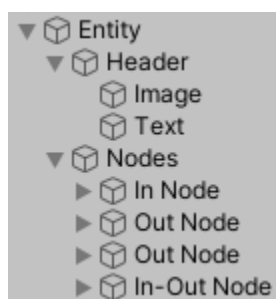 Entity
Header
Image
Text
Nodes
In Node
Out Node
Out Node
In-Out Node